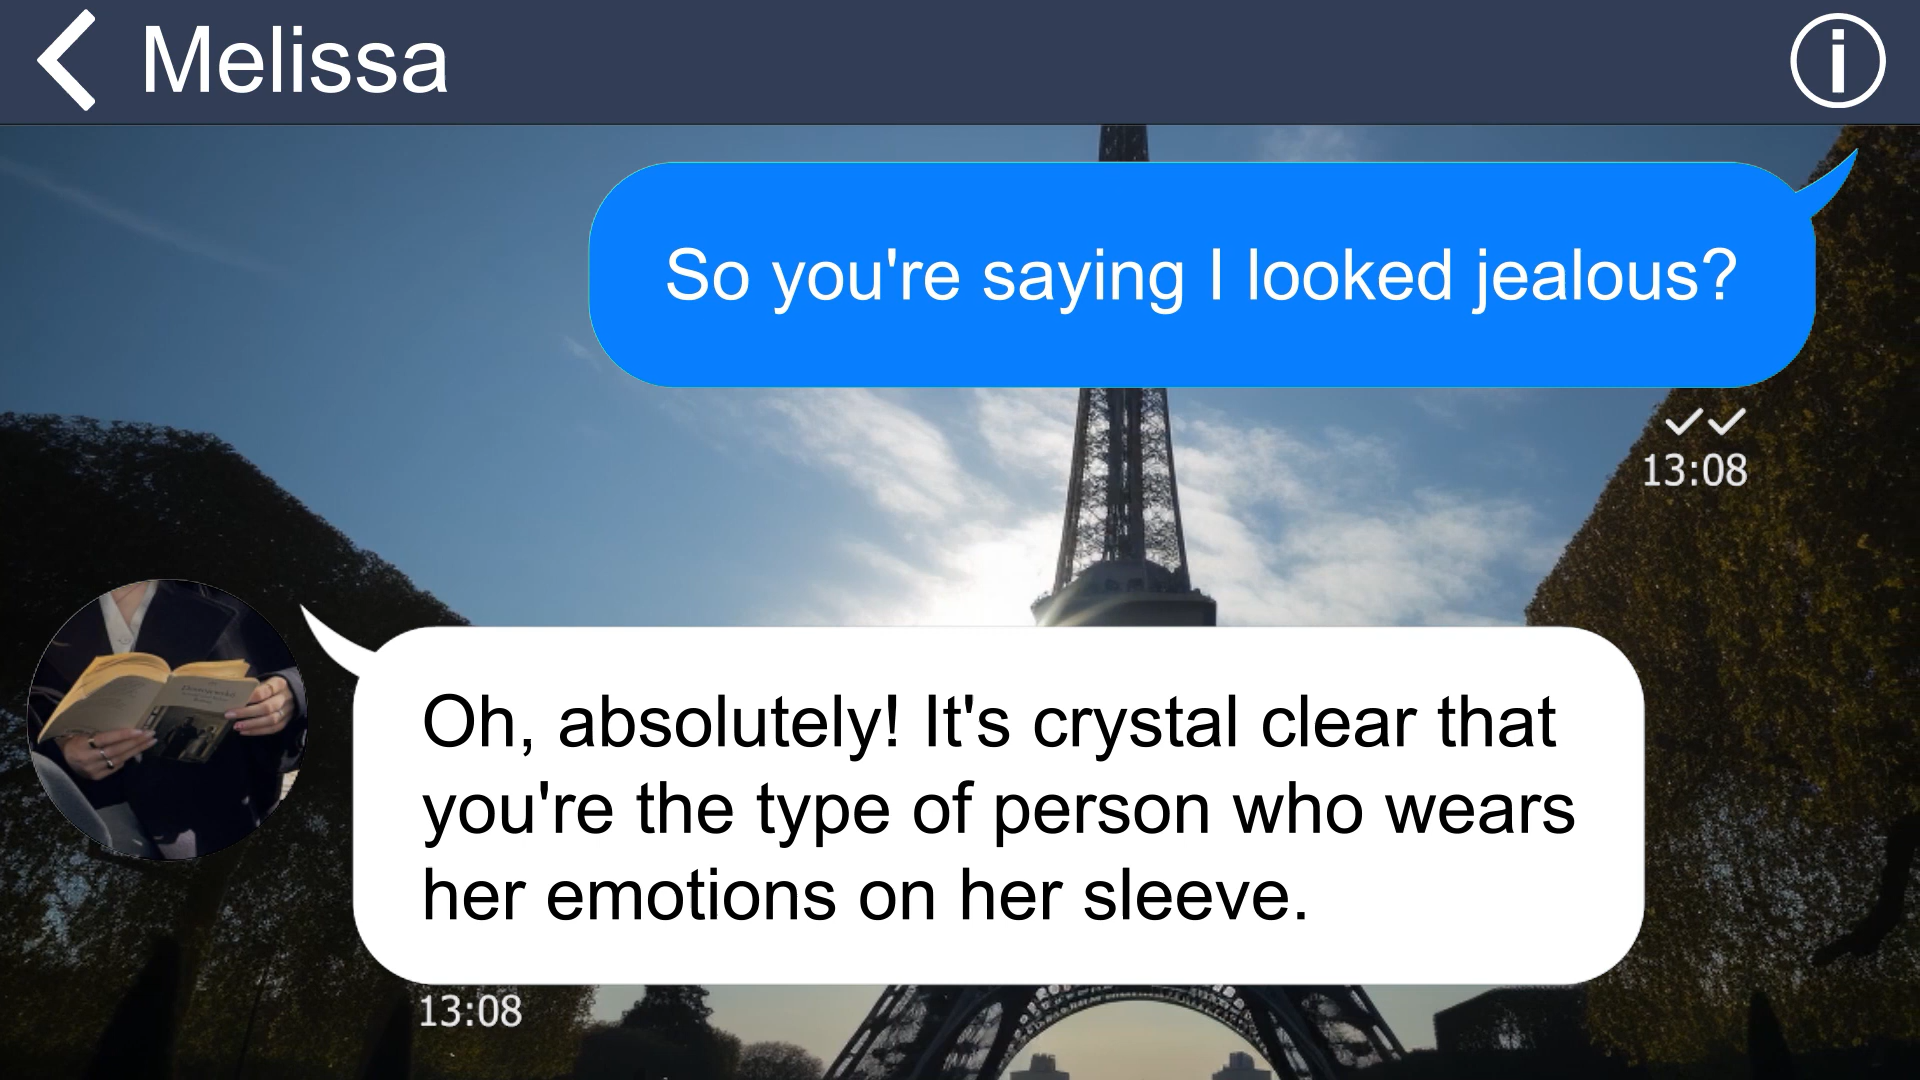 Melissa
So you're saying I looked jealous?
13:08
Oh, absolutely! It's crystal clear that
you're the type of person who wears
her emotions on her sleeve.
13:08